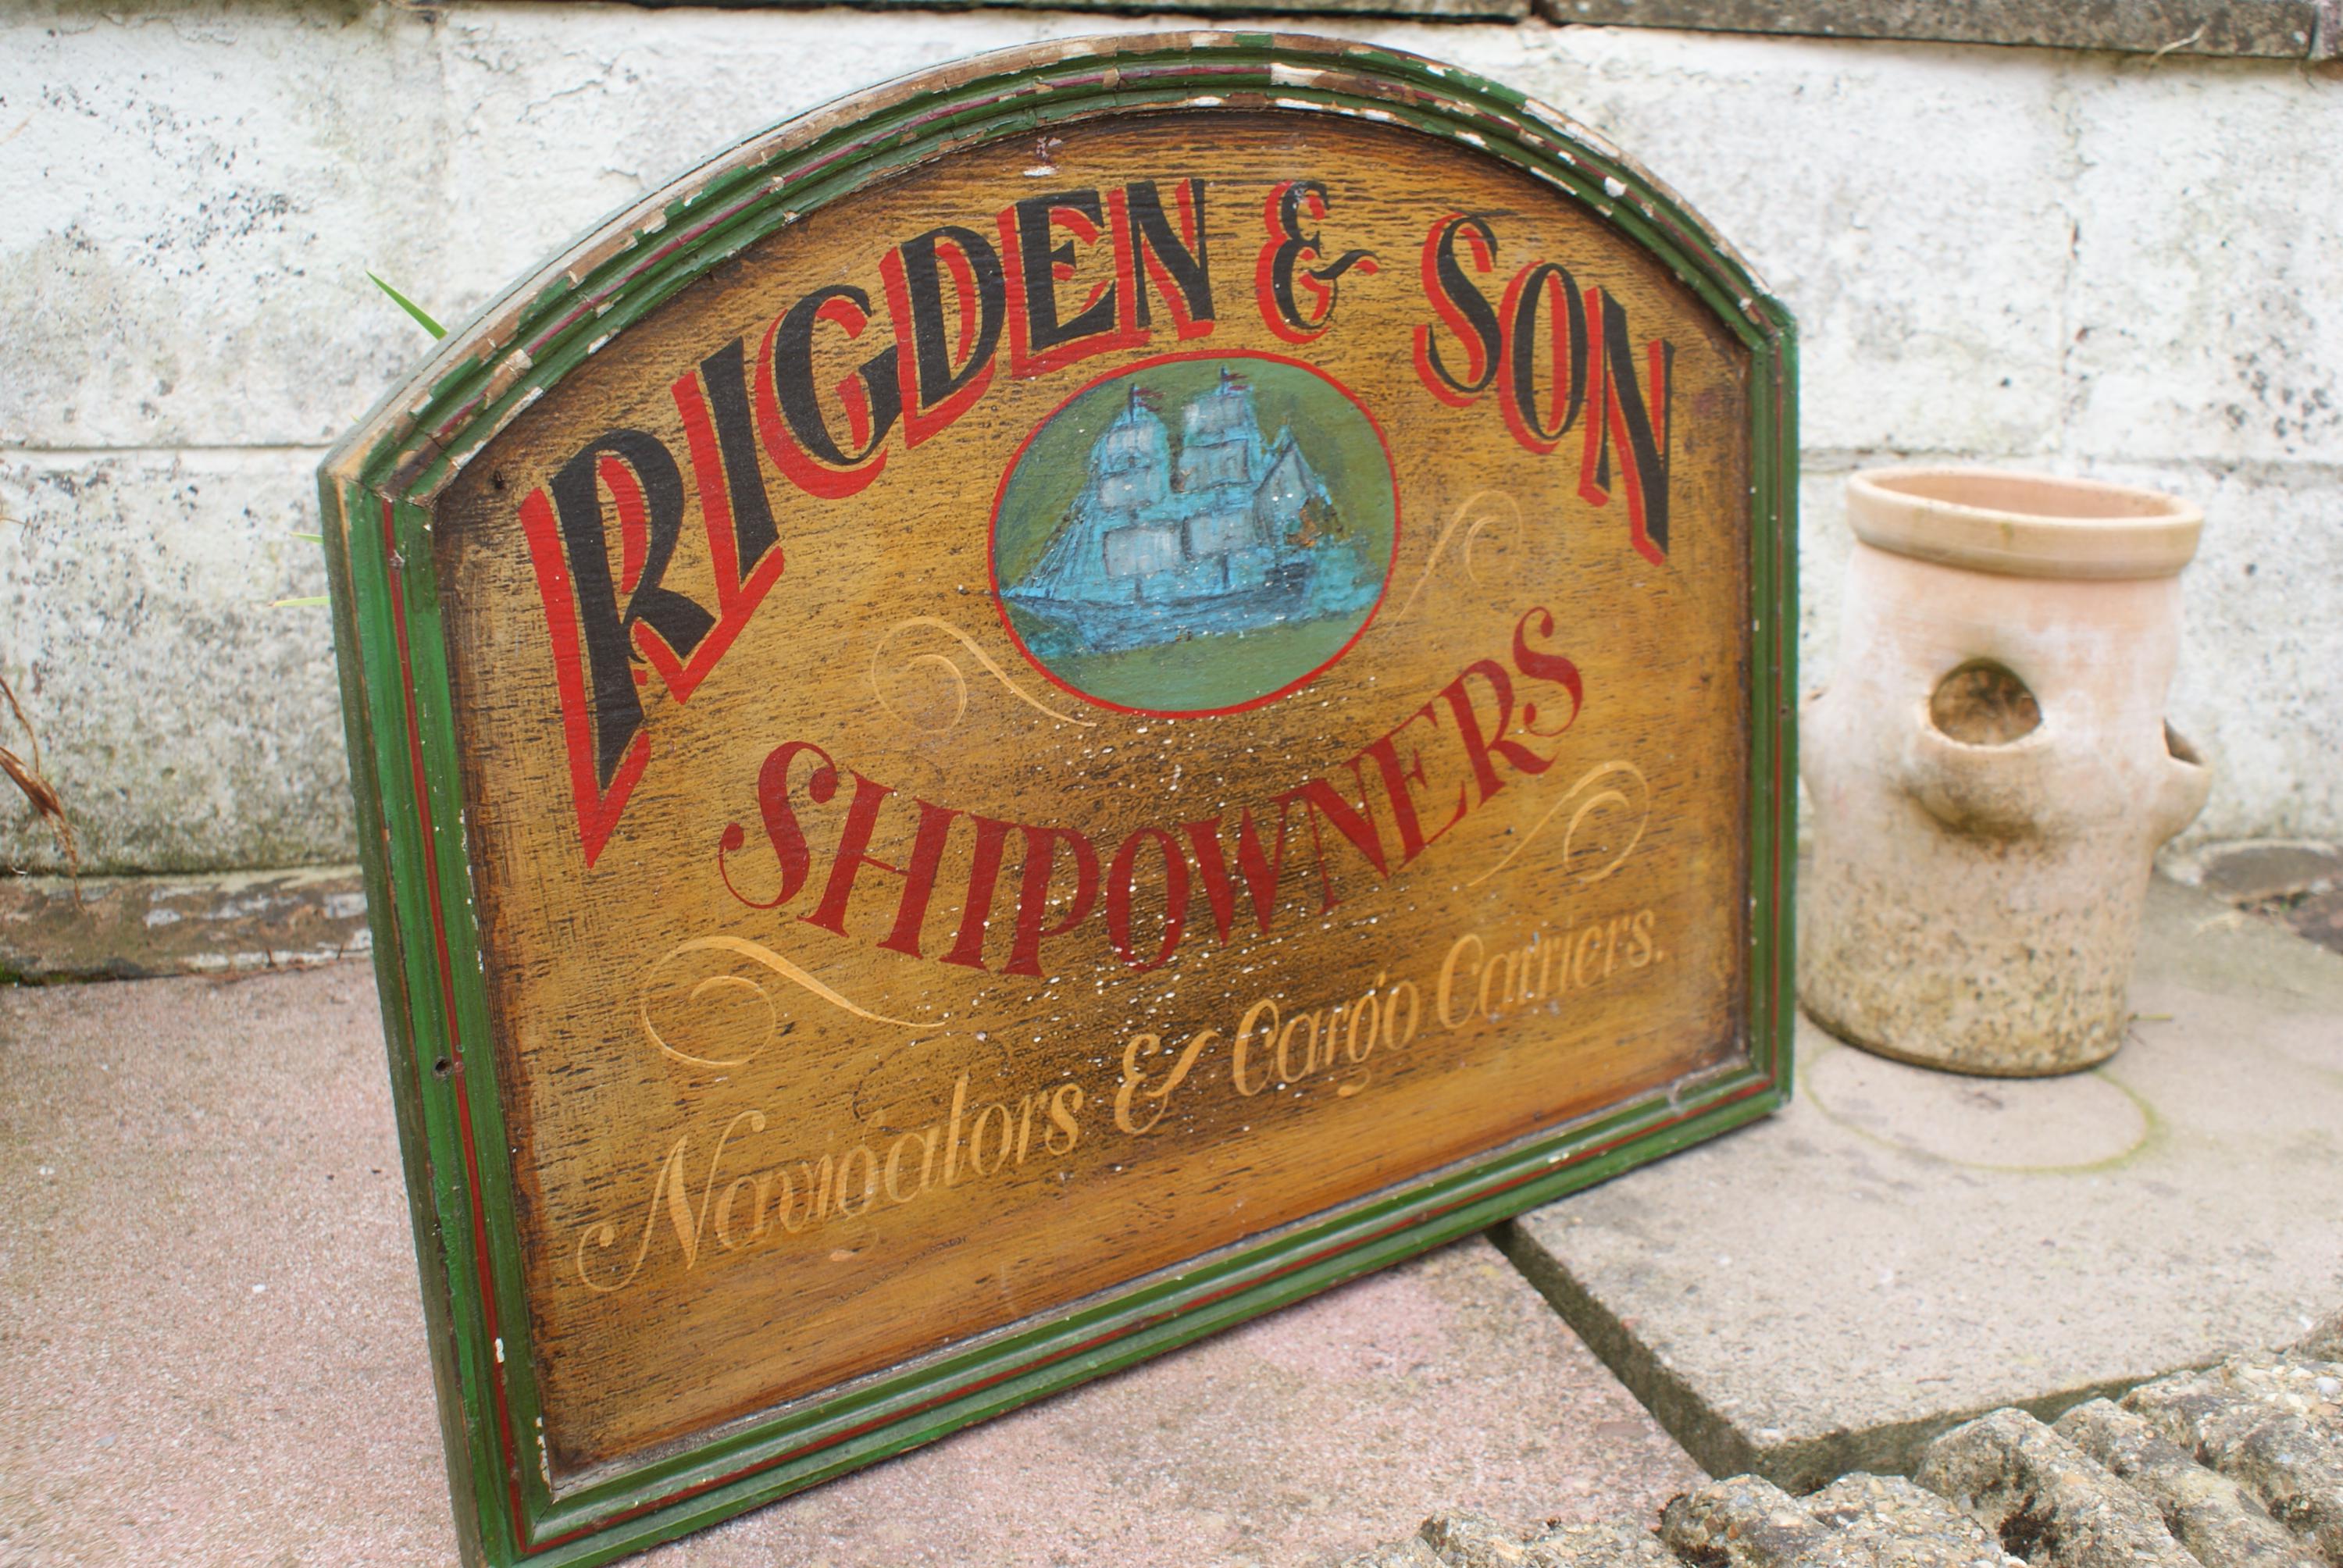 RIGDEN & SON
SHIPOWNERS
Navigators & Cargo Carriers.